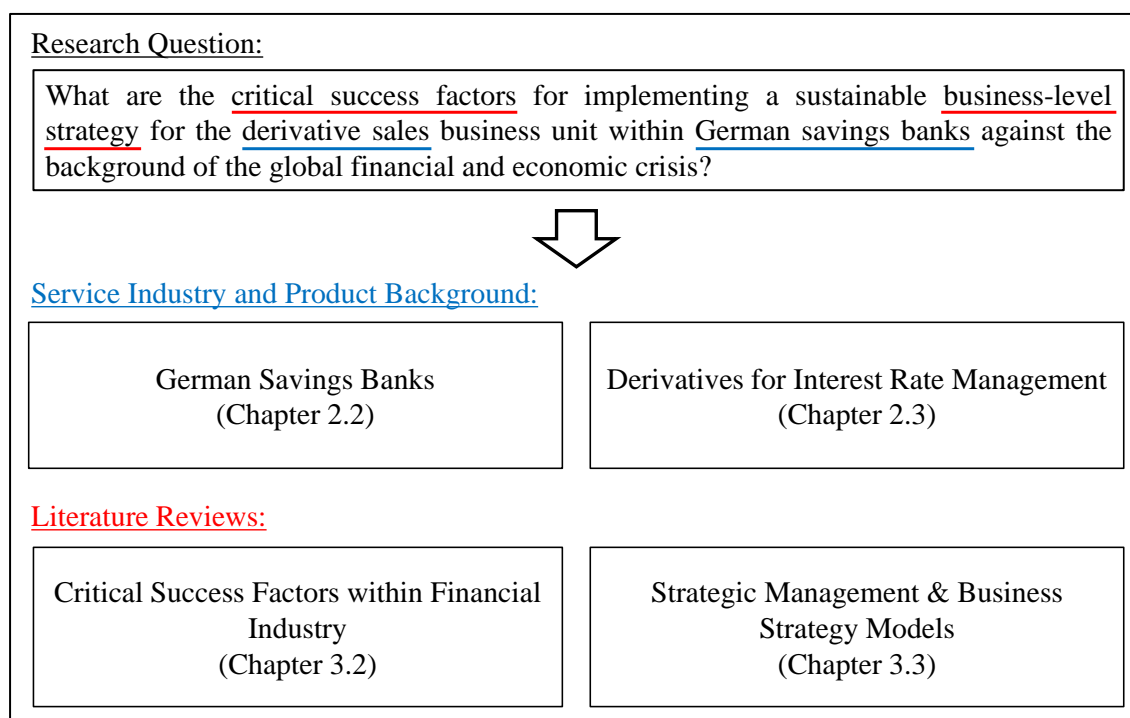 Research Question:
What are the critical success factors for implementing a sustainable business-level
strategy for the derivative sales business unit within German savings banks against the
background of the global financial and economic crisis?
Service Industry and Product Background:
German Savings Banks
(Chapter 2.2)
Derivatives for Interest Rate Management
(Chapter 2.3)
Literature Reviews:
Critical Success Factors within Financial
Industry
(Chapter 3.2)
Strategic Management & Business
Strategy Models
(Chapter 3.3)